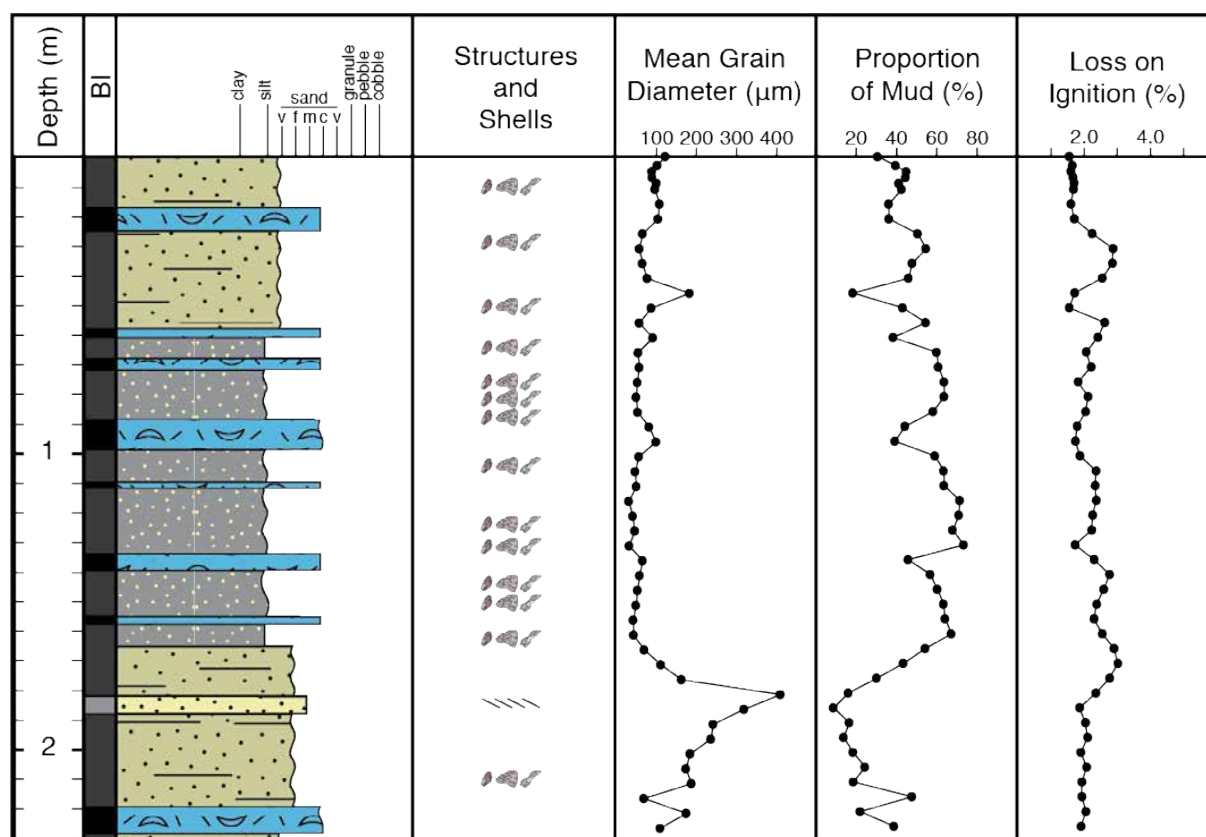 Depth (m)
BI
clay
silt
sand
v f m c v
granule
pebble
cobble
Structures
and
Shells
Mean Grain
Diameter (µm)
100 200 300 400
Proportion
of Mud (%)
20 40 60 80
Loss on
Ignition (%)
2.0 4.0
1
2